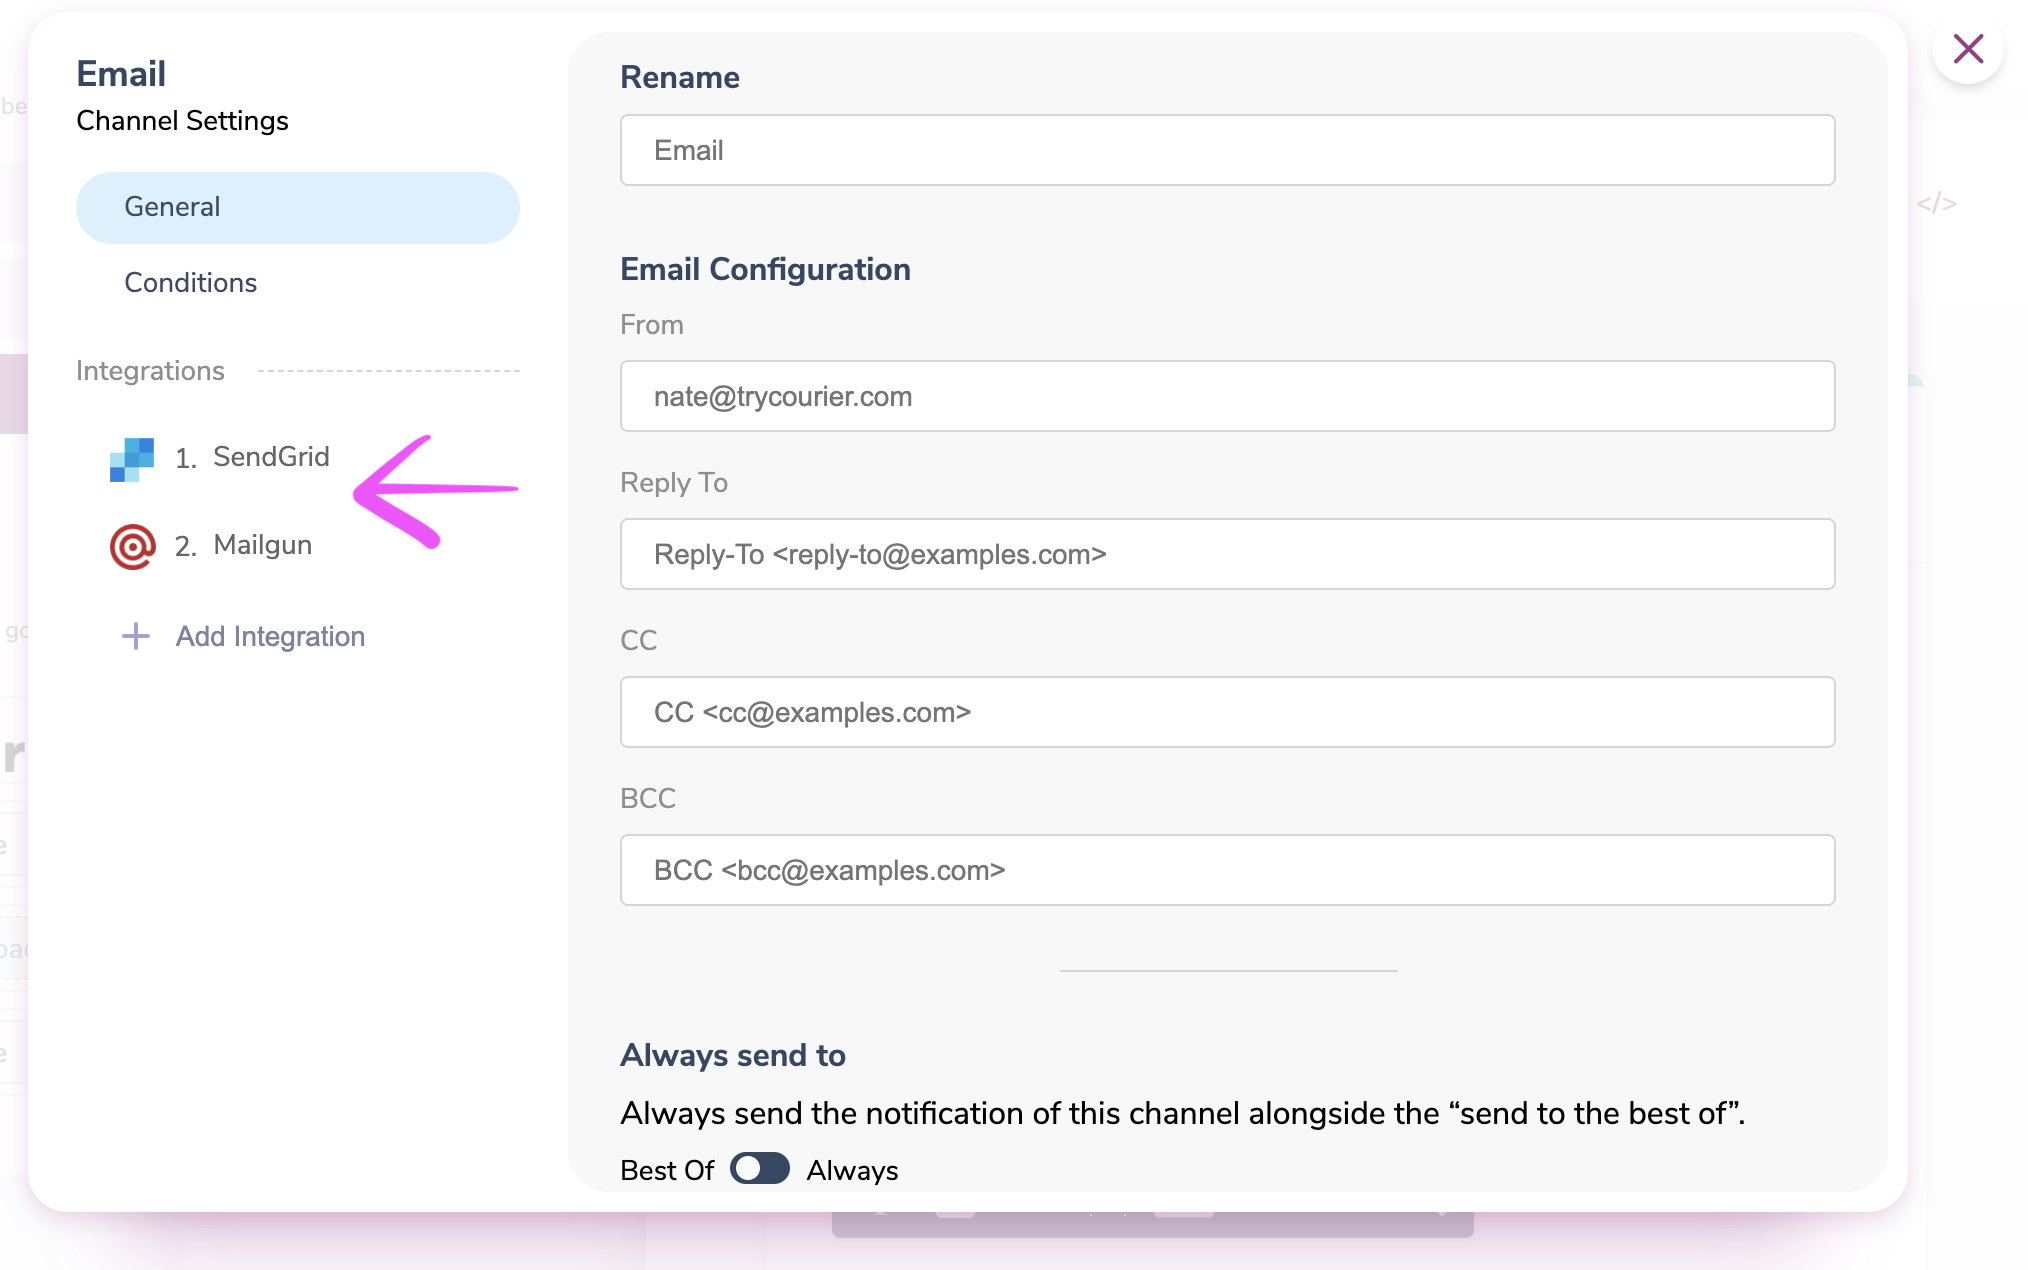 Email
Channel Settings
General
Conditions
Integrations
1. SendGrid
2. Mailgun
Add Integration
Rename
Email
Email Configuration
From
nate@trycourier.com
Reply To
Reply-To <reply-to@examples.com>
CC
CC <cc@examples.com>
BCC
BCC <bcc@examples.com>
Always send to
Always send the notification of this channel alongside the “send to the best of”.
Best Of Always
</>